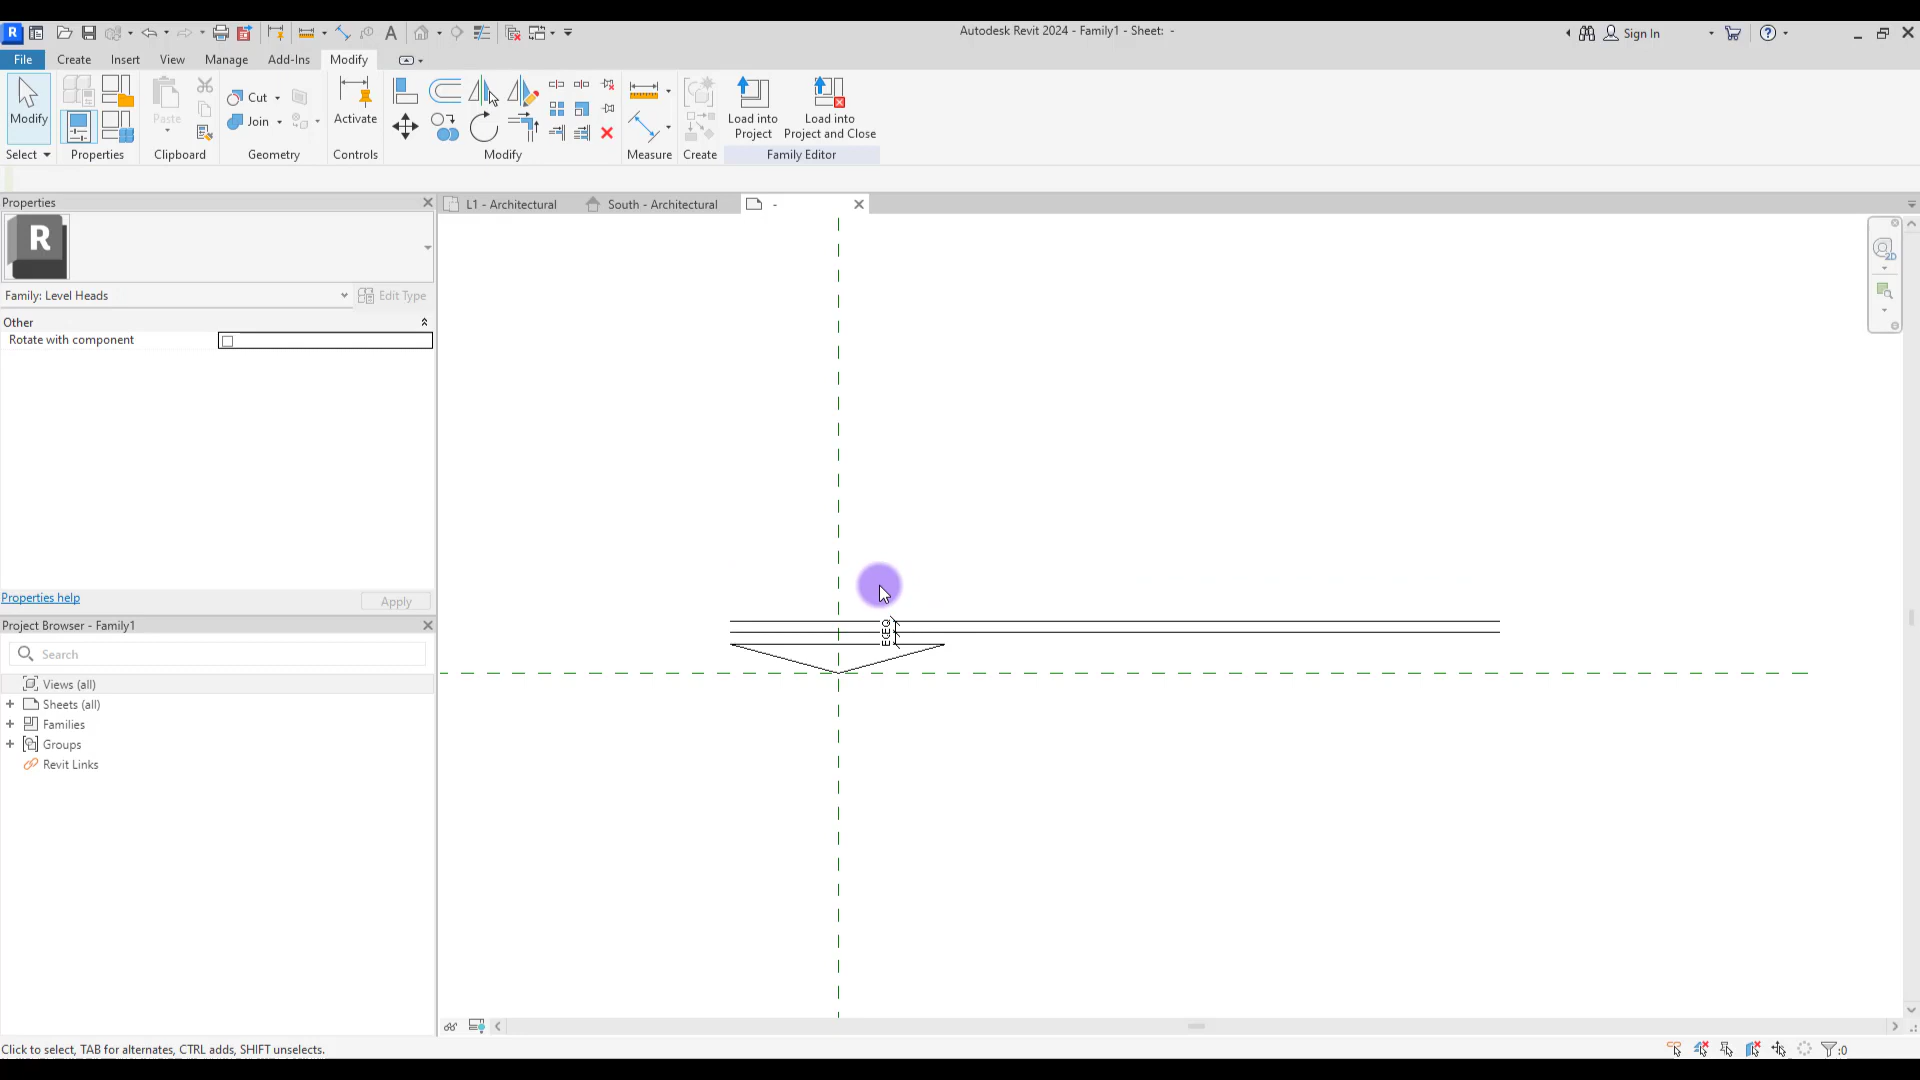 R
Autodesk Revit 2024 - Family1 - Sheet: -
Sign In
File
Create
Insert
View
Manage
Add-Ins
Modify
Modify
Paste
Cut
Join
Activate
Load into
Project
Load into
Project and Close
Select
Properties
Clipboard
Geometry
Controls
Modify
Measure
Create
Family Editor
Properties
L1 - Architectural
South - Architectural
-
R
2D
Family: Level Heads
Edit Type
Other
Rotate with component
Properties help
Apply
Project Browser - Family1
Search
Views (all)
Sheets (all)
Families
Groups
Revit Links
Click to select, TAB for alternates, CTRL adds, SHIFT unselects.
:0